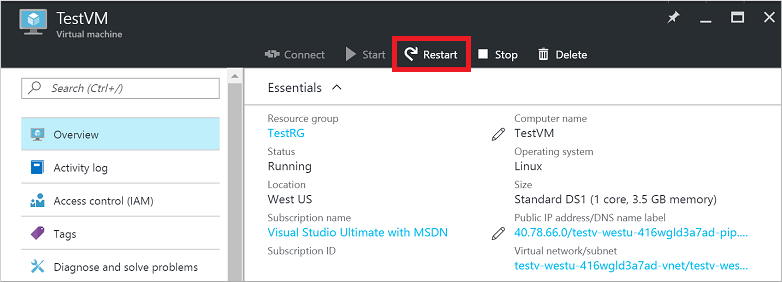 TestVM
Virtual machine
Connect Start Restart Stop Delete
Search (Ctrl+/)
Overview
Activity log
Access control (IAM)
Tags
Diagnose and solve problems
Essentials
Resource group
TestRG
Status
Running
Location
West US
Subscription name
Visual Studio Ultimate with MSDN
Subscription ID
Computer name
TestVM
Operating system
Linux
Size
Standard DS1 (1 core, 3.5 GB memory)
Public IP address/DNS name label
40.78.66.0/testv-westu-416wgld3a7ad-pip....
Virtual network/subnet
testv-westu-416wgld3a7ad-vnet/testv-wes...